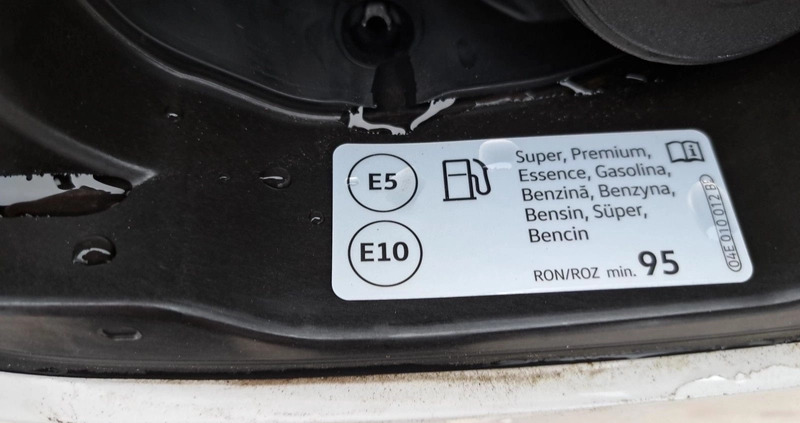 E5
E10
Super, Premium,
Essence, Gasolina,
Benzină, Benzyna,
Bensin, Süper,
Bencin
RON/ROZ min. 95
04E 010 012 B